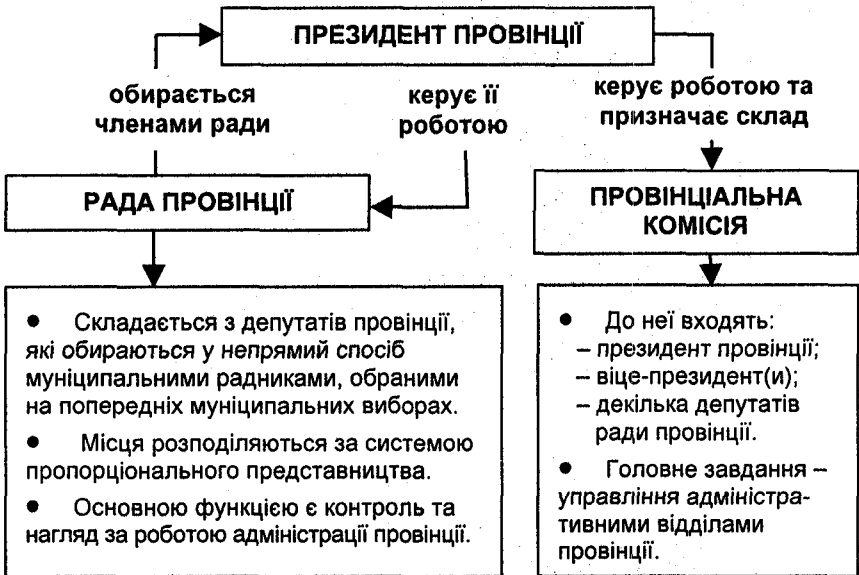 ПРЕЗИДЕНТ ПРОВІНЦІЇ
обирається
членами ради
керує її
роботою
керує роботою та
призначає склад
РАДА ПРОВІНЦІЇ
ПРОВІНЦІАЛЬНА
КОМІСІЯ
● Складається з депутатів провінції,
які обираються у непрямий спосіб
муніципальними радниками, обраними
на попередніх муніципальних виборах.
● Місця розподіляються за системою
пропорціонального представництва.
● Основною функцією є контроль та
нагляд за роботою адміністрації провінції.
● До неї входять:
– президент провінції;
– віце-президент(и);
– декілька депутатів
ради провінції.
● Головне завдання –
управління адміністра-
тивними відділами
провінції.